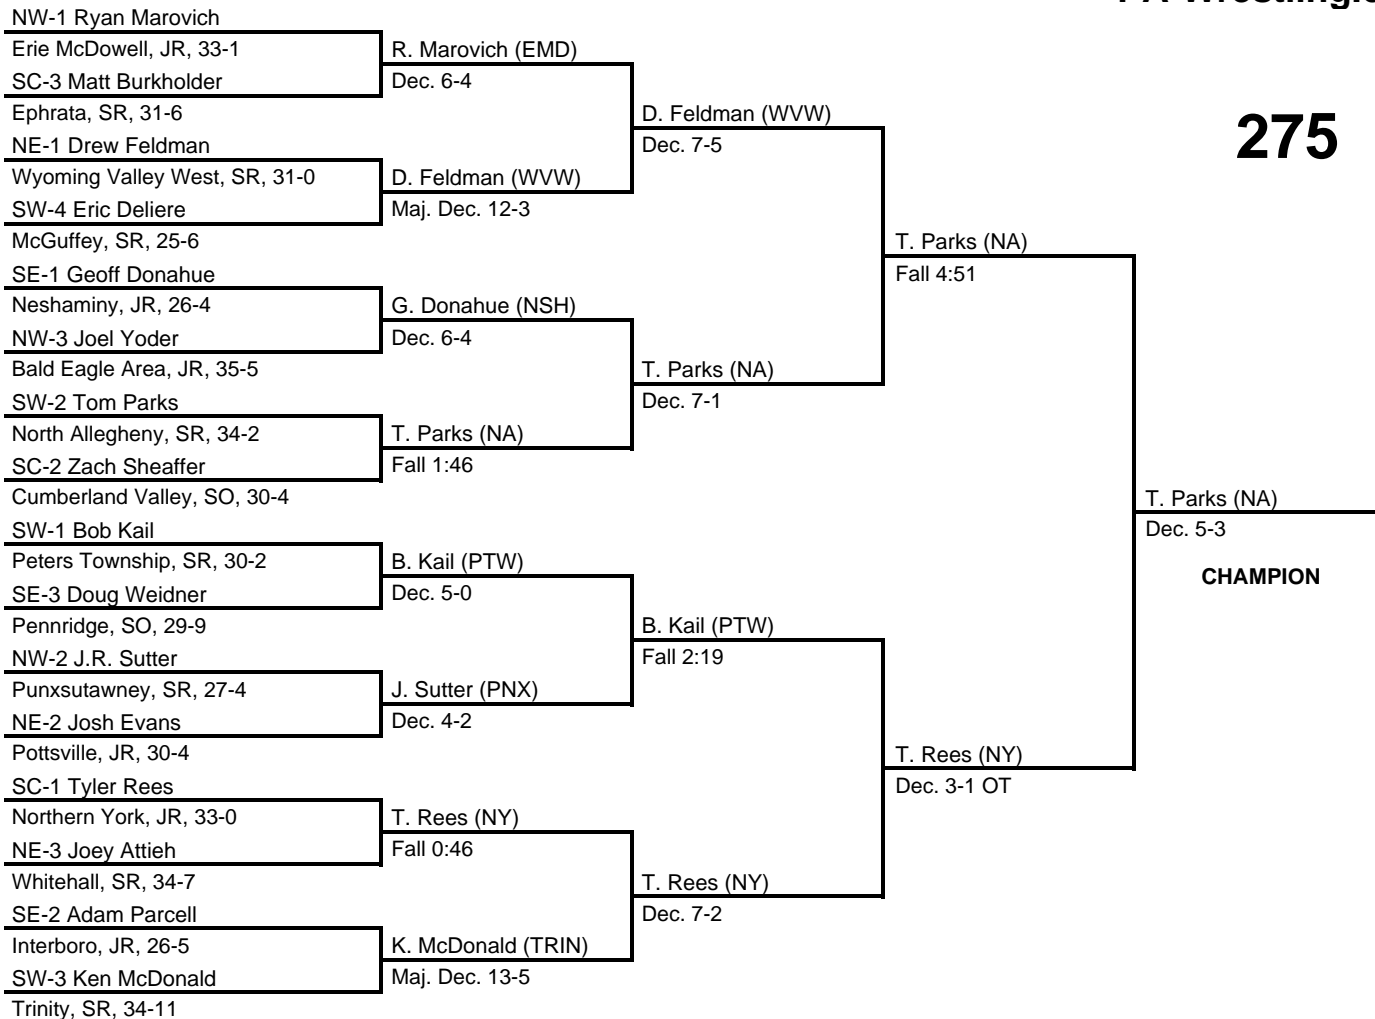 NW-1 Ryan Marovich
Erie McDowell, JR, 33-1
SC-3 Matt Burkholder
Ephrata, SR, 31-6
NE-1 Drew Feldman
Wyoming Valley West, SR, 31-0
SW-4 Eric Deliere
McGuffey, SR, 25-6
SE-1 Geoff Donahue
Neshaminy, JR, 26-4
NW-3 Joel Yoder
Bald Eagle Area, JR, 35-5
SW-2 Tom Parks
North Allegheny, SR, 34-2
SC-2 Zach Sheaffer
Cumberland Valley, SO, 30-4
SW-1 Bob Kail
Peters Township, SR, 30-2
SE-3 Doug Weidner
Pennridge, SO, 29-9
NW-2 J.R. Sutter
Punxsutawney, SR, 27-4
NE-2 Josh Evans
Pottsville, JR, 30-4
SC-1 Tyler Rees
Northern York, JR, 33-0
NE-3 Joey Attieh
Whitehall, SR, 34-7
SE-2 Adam Parcell
Interboro, JR, 26-5
SW-3 Ken McDonald
Trinity, SR, 34-11
R. Marovich (EMD)
Dec. 6-4
D. Feldman (WVW)
Maj. Dec. 12-3
G. Donahue (NSH)
Dec. 6-4
T. Parks (NA)
Fall 1:46
B. Kail (PTW)
Dec. 5-0
J. Sutter (PNX)
Dec. 4-2
T. Rees (NY)
Fall 0:46
K. McDonald (TRIN)
Maj. Dec. 13-5
D. Feldman (WVW)
Dec. 7-5
T. Parks (NA)
Dec. 7-1
B. Kail (PTW)
Fall 2:19
T. Rees (NY)
Dec. 7-2
T. Parks (NA)
Fall 4:51
T. Rees (NY)
Dec. 3-1 OT
275
T. Parks (NA)
Dec. 5-3
CHAMPION